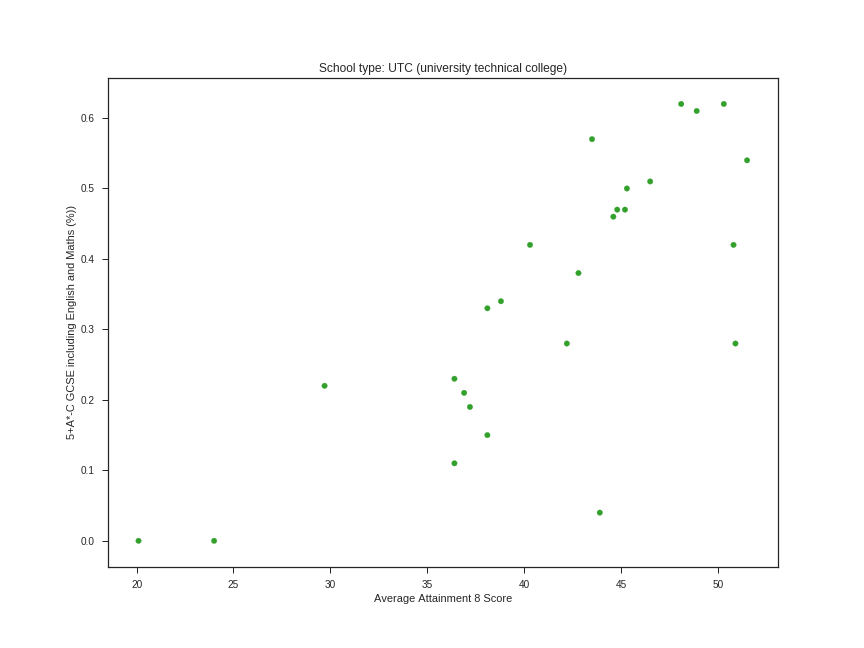 School type: UTC (university technical college)
0.6
0.5
0.4
0.3
0.2
0.1
0.0
5+A*-C GCSE including English and Maths (%))
20 25 30 35 40 45 50
Average Attainment 8 Score